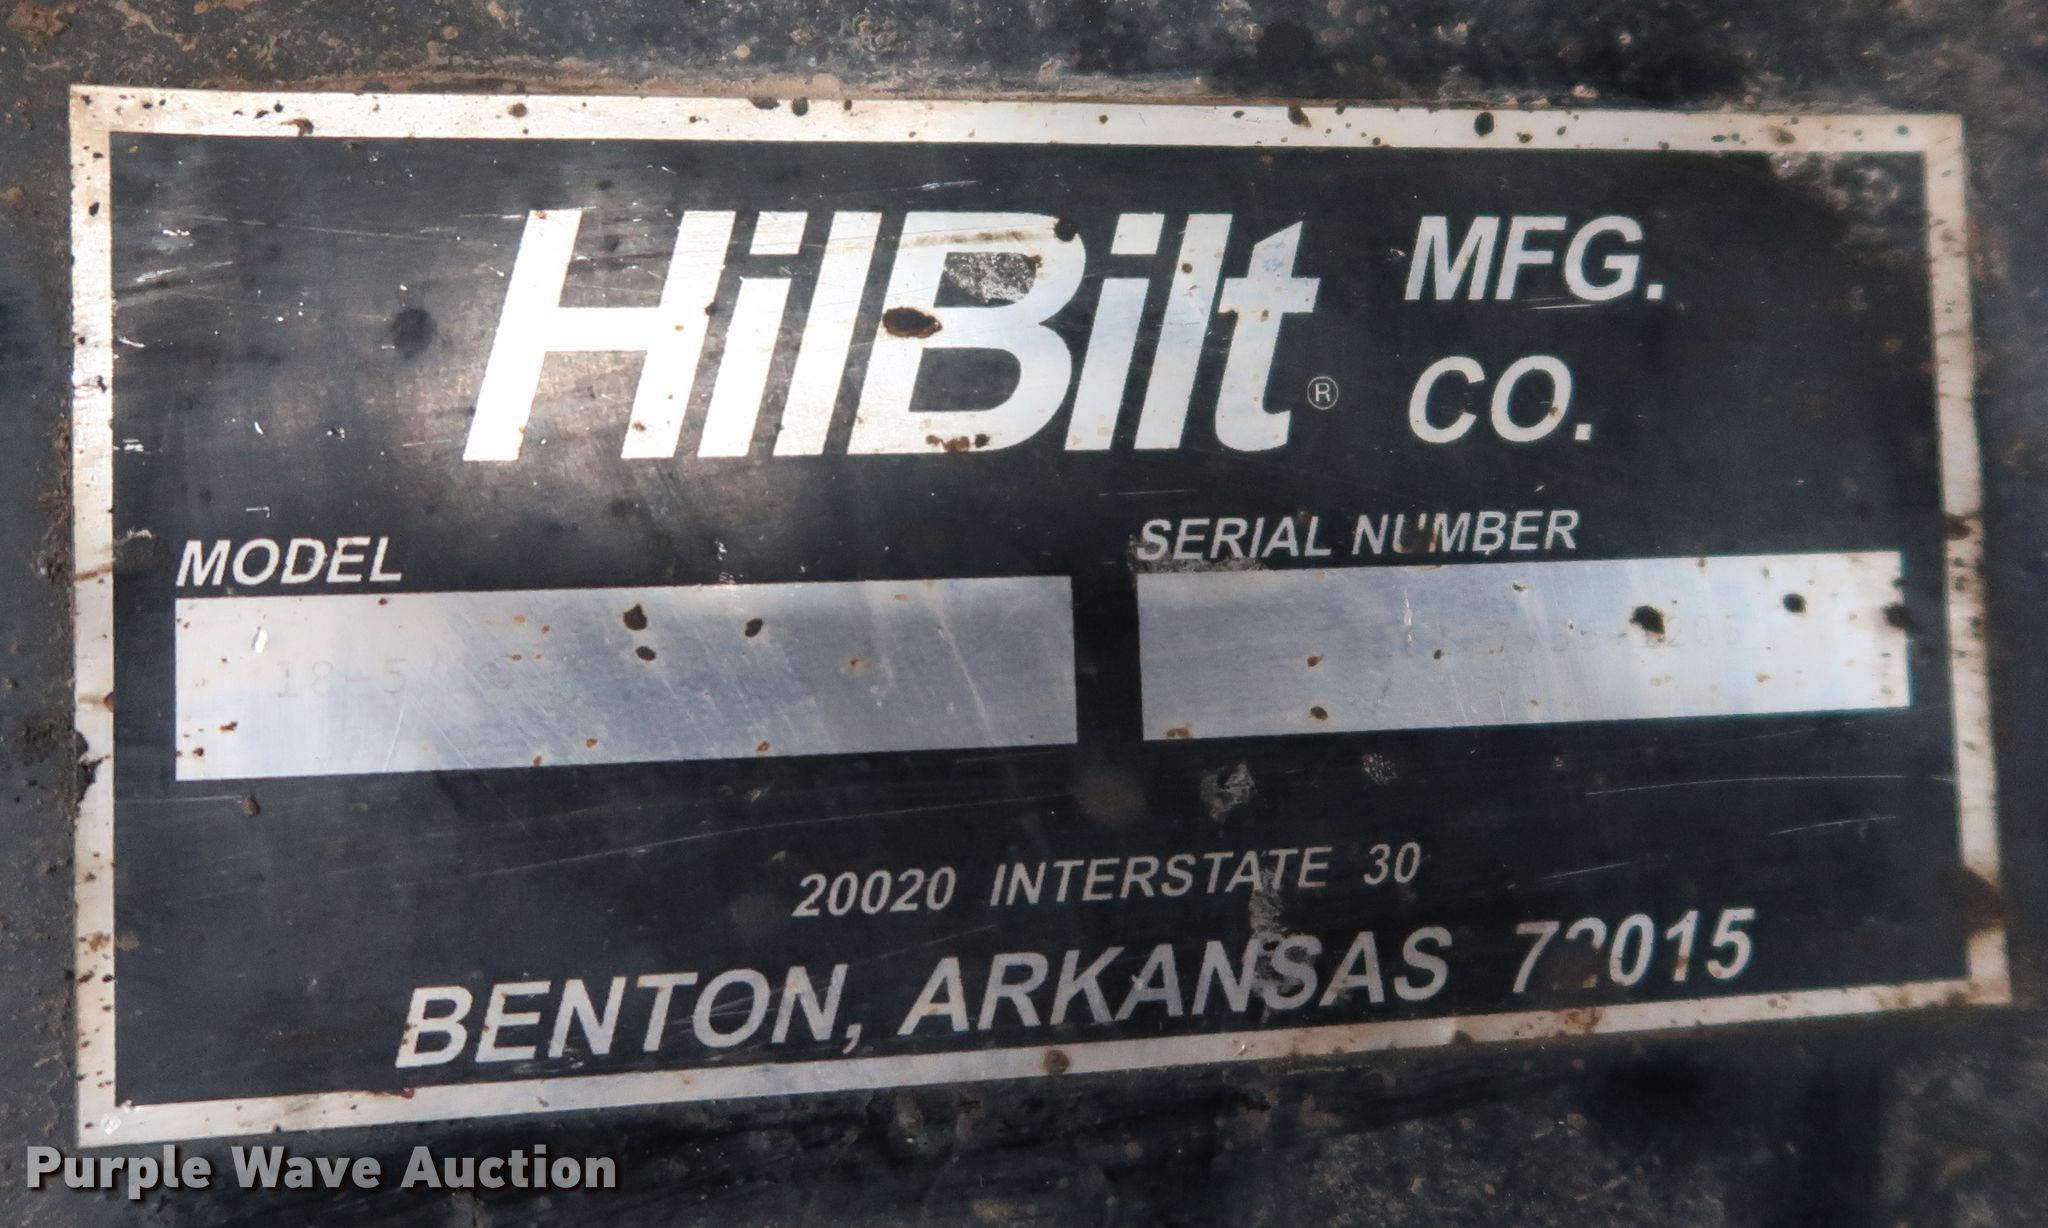 HilBilt® MFG.
CO.
MODEL
SERIAL NUMBER
20020 INTERSTATE 30
BENTON, ARKANSAS 72015
Purple Wave Auction